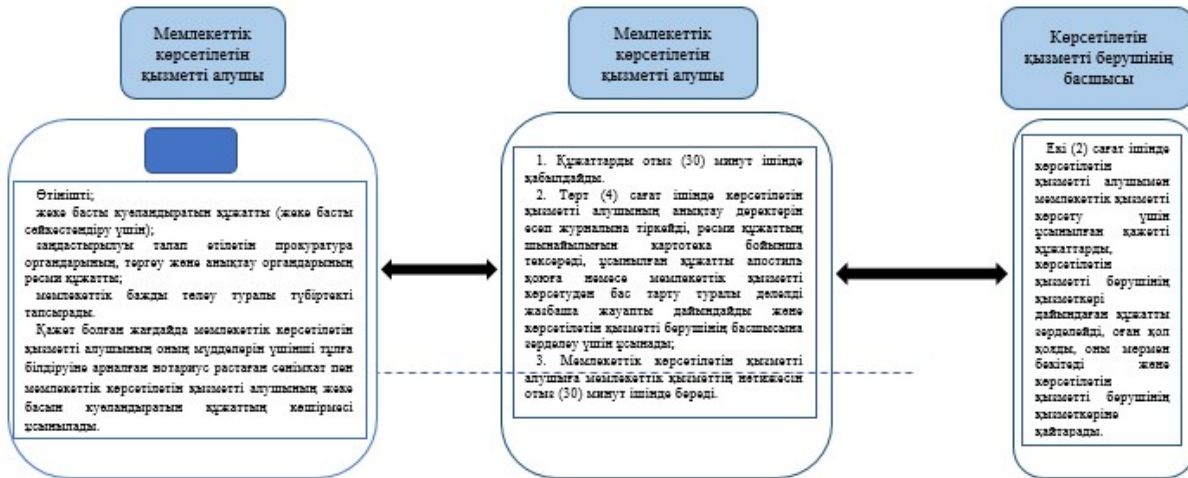 Мемлекеттік
көрсетілетін
қызметті алушы
Мемлекеттік
көрсетілетін
қызметті алушы
Көрсетілетін
қызметті берушінің
басшысы
Өтінішті;
жеке басты куәландыратын құжатты (жеке басты
сәйкестендіру үшін);
заңдастырылуы талап етілетін прокуратура
органдарының, тергеу және анықтау органдарының
ресми құжатты;
мемлекеттік бажды төлеу туралы түбіртекті
тапсырады.
Қажет болған жағдайда мемлекеттік көрсетілетін
қызметті алушының оның мүдделерін үшінші тұлға
білдіруіне арналған нотариус растаған сенімхат пен
мемлекеттік көрсетілетін қызметті алушының жеке
басын куәландыратын құжаттың көшірмесі
ұсынылады.
1. Құжаттарды отыз (30) минут ішінде
қабылдайды.
2. Төрт (4) сағат ішінде көрсетілетін
қызметті алушының анықтау деректерін
есеп журналына тіркейді, ресми құжаттың
шынайылығын картотека бойынша
тексереді, ұсынылған құжатты апостиль
қоюға немесе мемлекеттік қызметті
көрсетуден бас тарту туралы дәлелді
жазбаша жауапты дайындайды және
көрсетілетін қызметті берушінің басшысына
зерделеу үшін ұсынады;
3. Мемлекеттік көрсетілетін қызметті
алушыға мемлекеттік қызметтің нәтижесін
отыз (30) минут ішінде береді.
Екі (2) сағат ішінде
көрсетілетін
қызметті алушымен
мемлекеттік қызметті
көрсету үшін
ұсынылған қажетті
құжаттарды,
көрсетілетін
қызметті берушінің
қызметкері
дайындаған құжатты
зерделейді, оған қол
қояды, оны мөрмен
бекітеді және
көрсетілетін
қызметті берушінің
қызметкеріне
қайтарады.